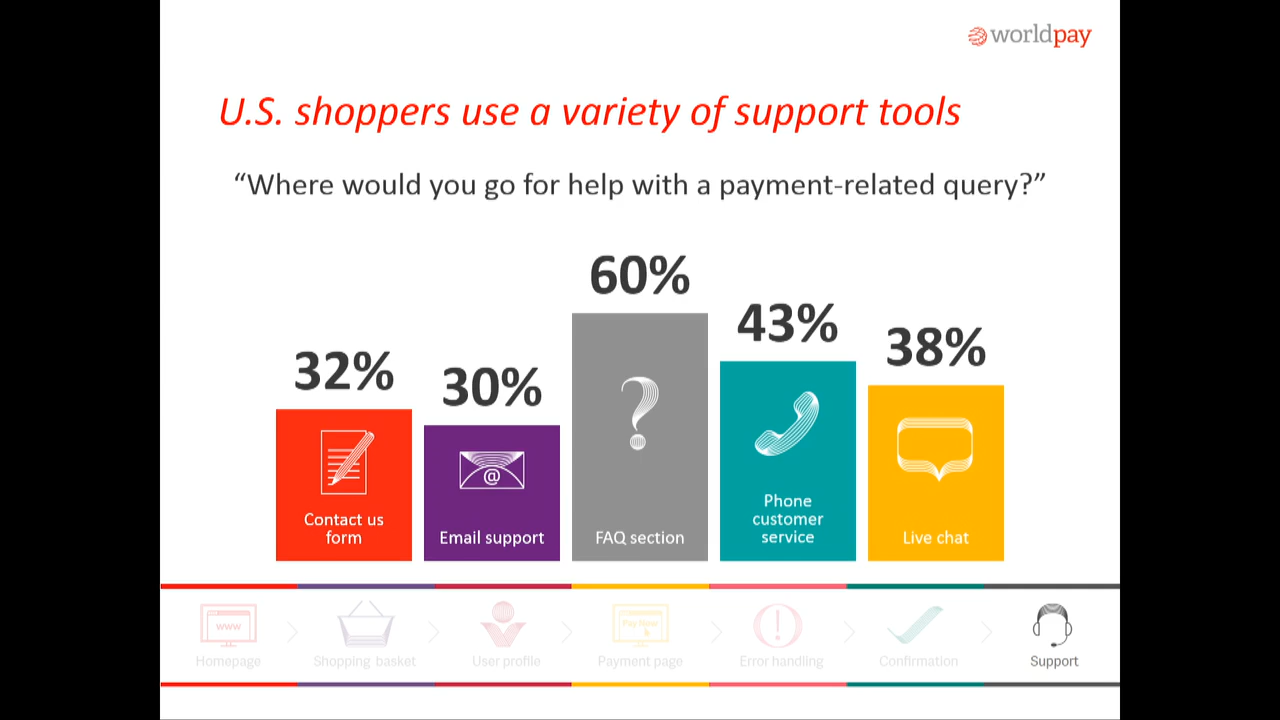 worldpay
U.S. shoppers use a variety of support tools
“Where would you go for help with a payment-related query?”
60%
43%
38%
32%
30%
@
Contact us
form
Email support
?
FAQ section
Phone
customer
service
Live chat
www
Pay Now
!
Homepage
Shopping basket
User profile
Payment page
Error handling
Confirmation
Support